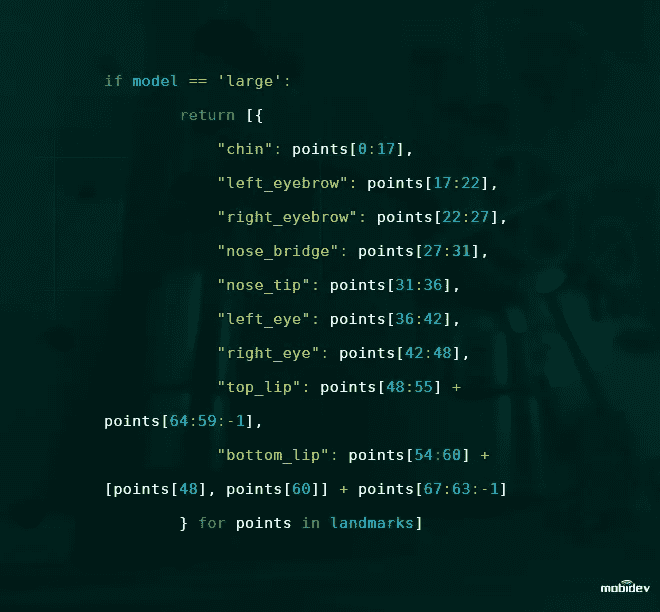 if model == 'large':
        return [{
            "chin": points[0:17],
            "left_eyebrow": points[17:22],
            "right_eyebrow": points[22:27],
            "nose_bridge": points[27:31],
            "nose_tip": points[31:36],
            "left_eye": points[36:42],
            "right_eye": points[42:48],
            "top_lip": points[48:55] +
points[64:59:-1],
            "bottom_lip": points[54:60] +
[points[48], points[60]] + points[67:63:-1]
        } for points in landmarks]
mobidev